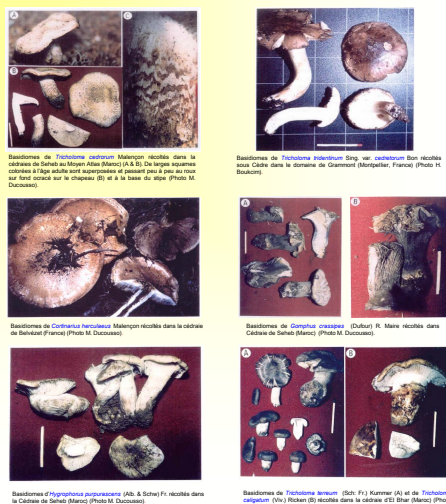 A
C
B
Basidiomes de Tricholoma cedrorum Malençon récoltés dans la
cédraies de Seheb au Moyen Atlas (Maroc) (A & B). De larges squames
colorées à l'âge adulte sont superposées et passant peu à peu au roux
sur fond ocracé sur le chapeau (B) et à la base du stipe (Photo M.
Ducousso).
Basidiomes de Tricholoma tridentinum Sing. var. cedretorum Bon récoltés
sous Cèdre dans le domaine de Grammont (Montpellier, France) (Photo H.
Boukcim).
Basidiomes de Cortinarius herculaeus Malençon récoltés dans la cédraie
de Belvézet (France) (Photo M. Ducousso).
A
B
Basidiomes de Gomphus crassipes (Dufour) R. Maire récoltés dans
Cédraie de Seheb (Maroc) (Photo M. Ducousso).
Basidiomes d'Hygrophorus purpurascens (Alb. & Schw) Fr. récoltés dans
la Cédraie de Seheb (Maroc) (Photo M. Ducousso).
A
B
Basidiomes de Tricholoma terreum (Sch: Fr.) Kummer (A) et de Tricholo
caligatum (Viv.) Ricken (B) récoltés dans la cédraie d'El Bhar (Maroc) (Pho